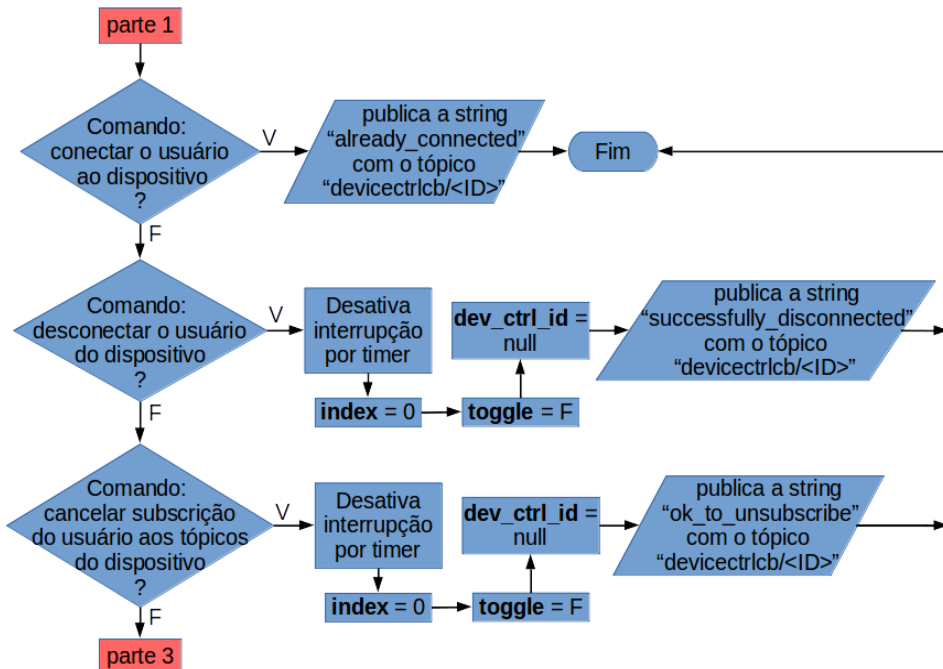 parte 1
Comando:
conectar o usuário
ao dispositivo
?
V
publica a string
“already_connected”
com o tópico
“devicectrlcb/<ID>”
Fim
F
Comando:
desconectar o usuário
do dispositivo
?
V
Desativa
interrupção
por timer
index = 0
toggle = F
dev_ctrl_id =
null
publica a string
“successfully_disconnected”
com o tópico
“devicectrlcb/<ID>”
F
Comando:
cancelar subscrição
do usuário aos tópicos
do dispositivo
?
V
Desativa
interrupção
por timer
index = 0
toggle = F
dev_ctrl_id =
null
publica a string
“ok_to_unsubscribe”
com o tópico
“devicectrlcb/<ID>”
F
parte 3